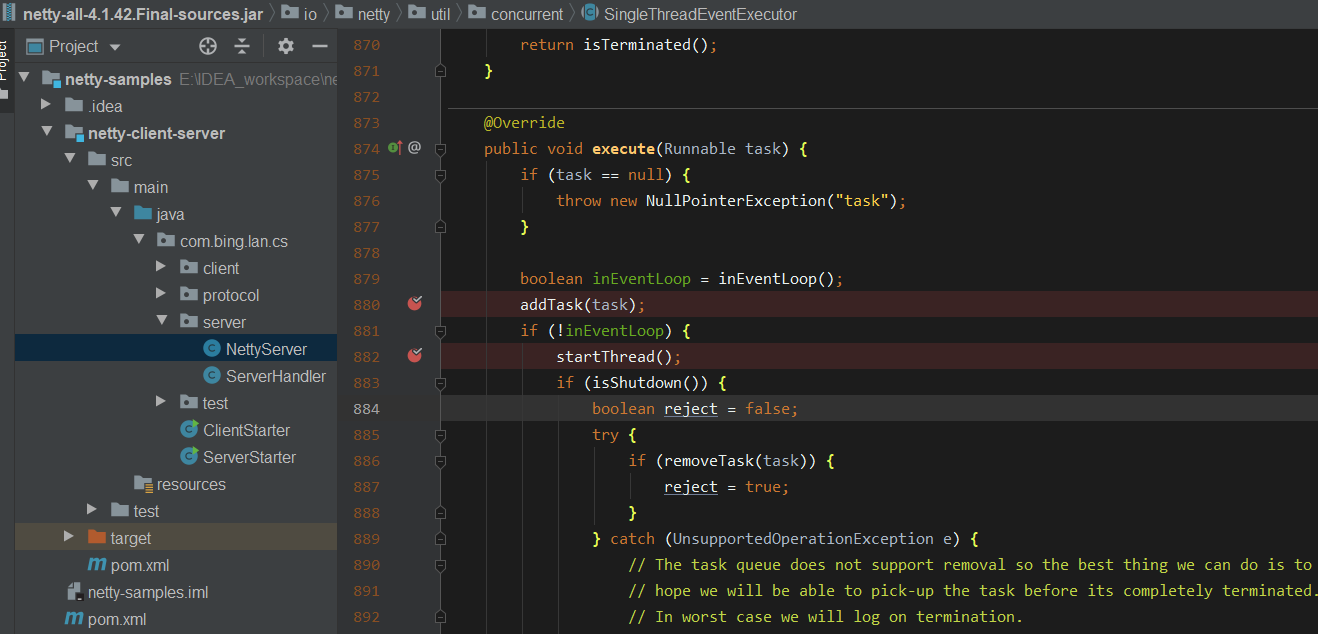 netty-all-4.1.42.Final-sources.jar io netty util concurrent SingleThreadEventExecutor
Project
Project
netty-samples E:\IDEA_workspace\ne
.idea
netty-client-server
src
main
java
com.bing.lan.cs
client
protocol
server
NettyServer
ServerHandler
test
ClientStarter
ServerStarter
resources
test
target
pom.xml
netty-samples.iml
pom.xml
870 return isTerminated();
871 }
872
873 @Override
874 @ public void execute(Runnable task) {
875 if (task == null) {
876 throw new NullPointerException("task");
877 }
878
879 boolean inEventLoop = inEventLoop();
880 addTask(task);
881 if (!inEventLoop) {
882 startThread();
883 if (isShutdown()) {
884 boolean reject = false;
885 try {
886 if (removeTask(task)) {
887 reject = true;
888 }
889 } catch (UnsupportedOperationException e) {
890 // The task queue does not support removal so the best thing we can do is to
891 // hope we will be able to pick-up the task before its completely terminated.
892 // In worst case we will log on termination.